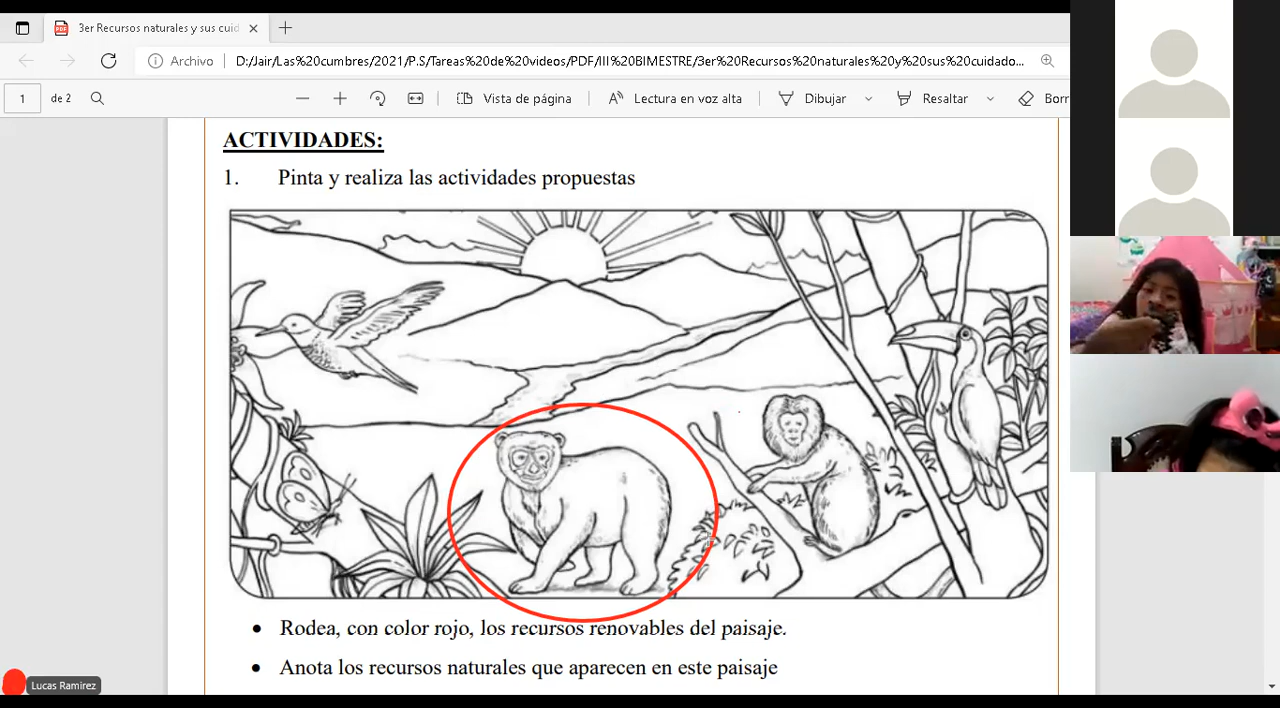 3er Recursos naturales y sus cuid
Archivo
D:/Jair/Las%20cumbres/2021/P.S/Tareas%20de%20videos/PDF/III%20BIMESTRE/3er%20Recursos%20naturales%20y%20sus%20cuidado...
1 de 2
Vista de página
Lectura en voz alta
Dibujar
Resaltar
Borr
ACTIVIDADES:
1. Pinta y realiza las actividades propuestas
• Rodea, con color rojo, los recursos renovables del paisaje.
• Anota los recursos naturales que aparecen en este paisaje
Lucas Ramirez